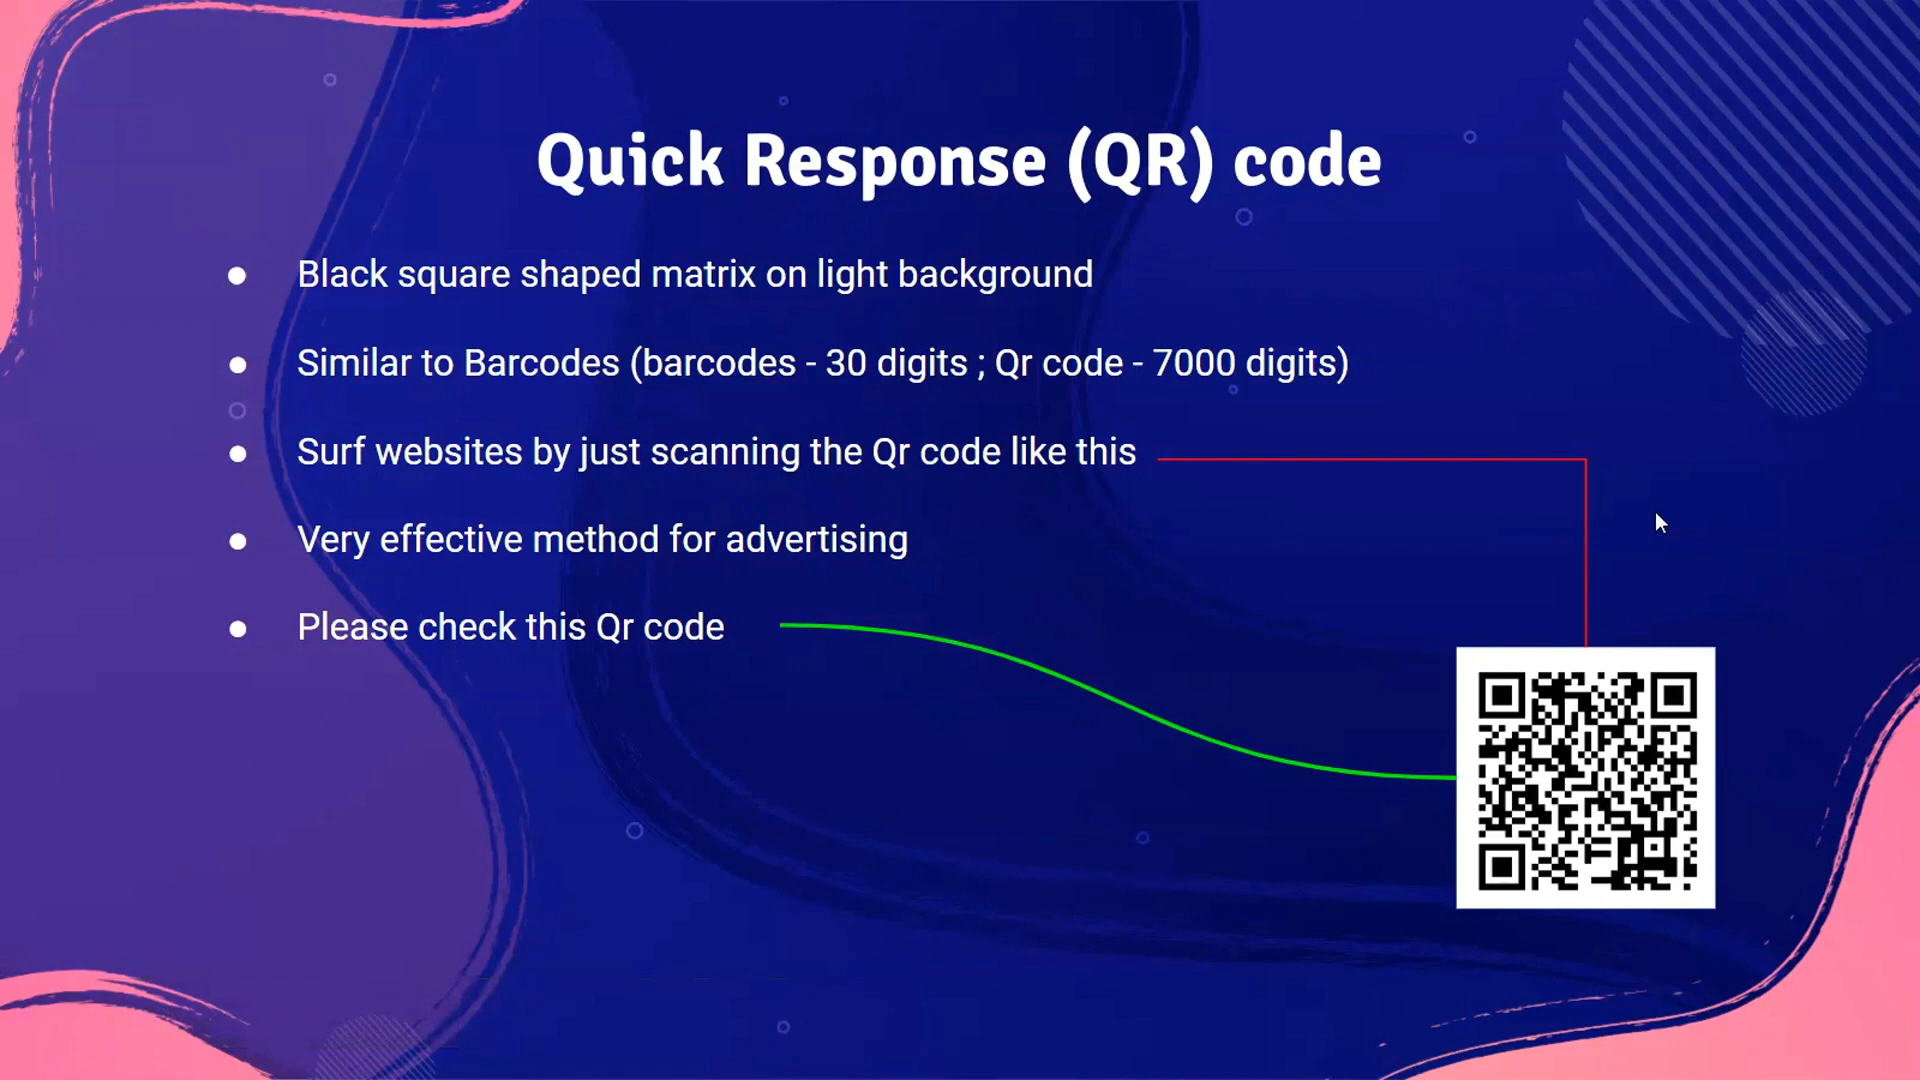 Quick Response (QR) code
Black square shaped matrix on light background
Similar to Barcodes (barcodes - 30 digits ; Qr code - 7000 digits)
Surf websites by just scanning the Qr code like this
Very effective method for advertising
Please check this Qr code